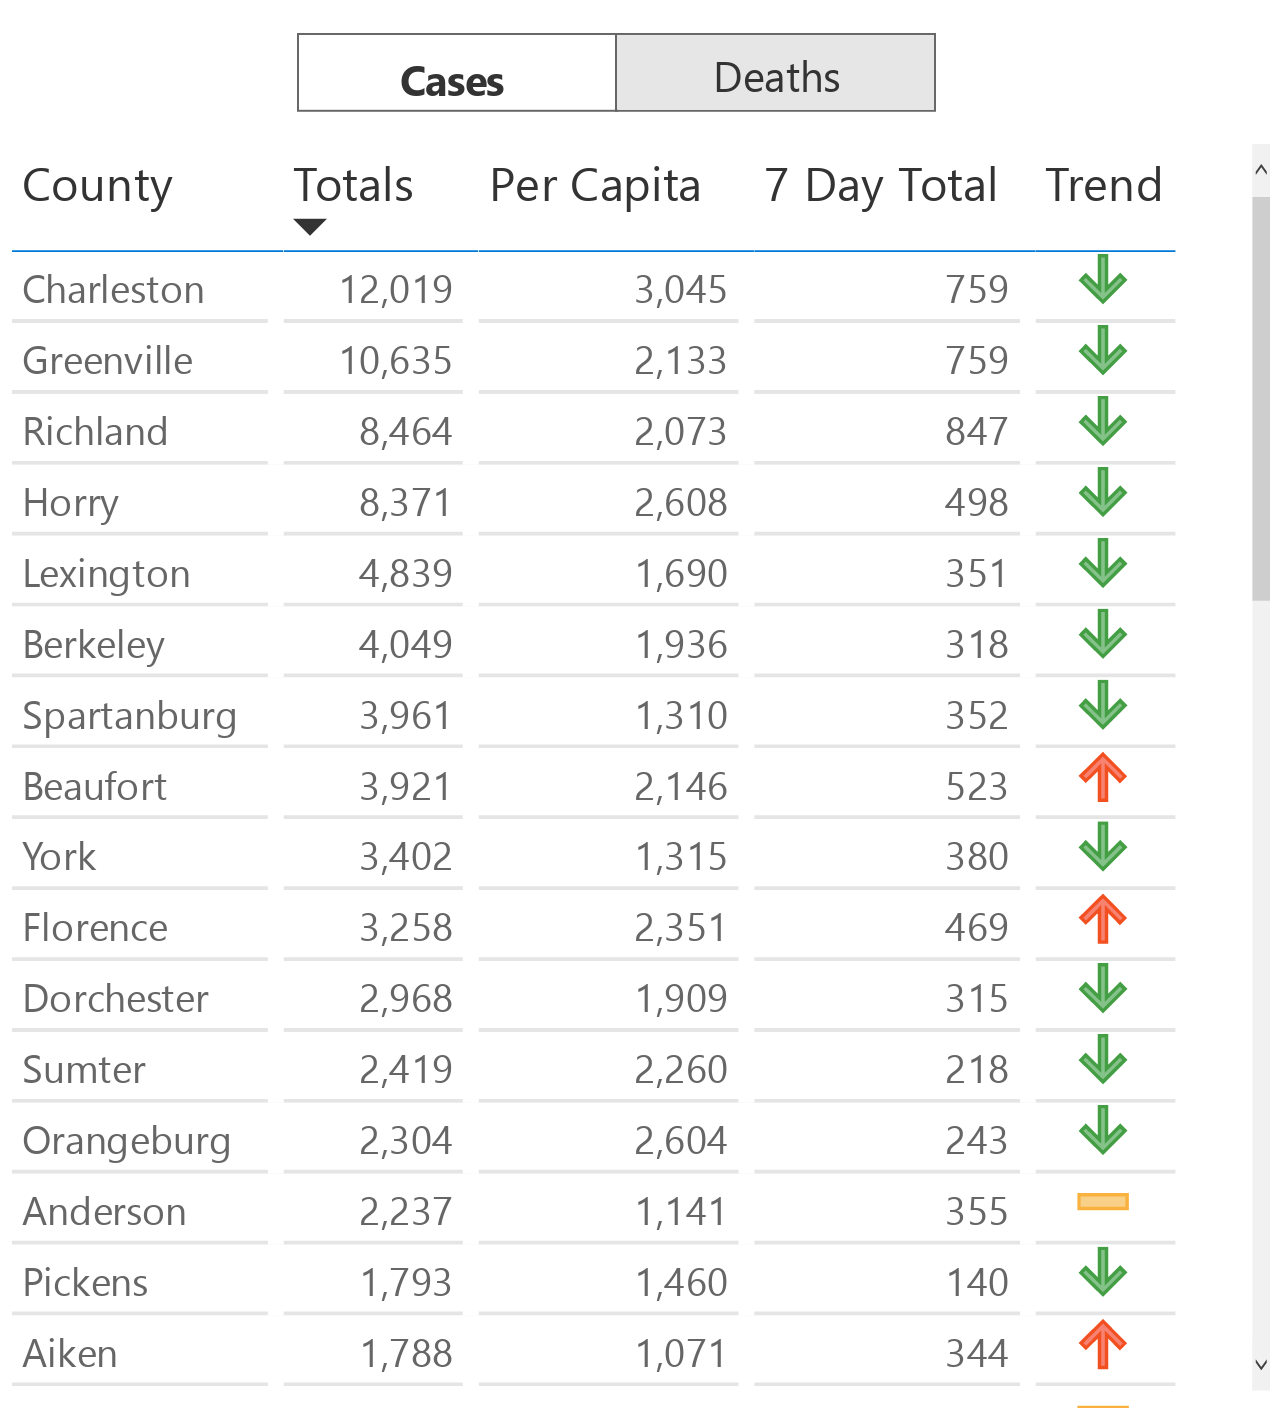 Cases Deaths
County Totals Per Capita 7 Day Total Trend
Charleston 12,019 3,045 759
Greenville 10,635 2,133 759
Richland 8,464 2,073 847
Horry 8,371 2,608 498
Lexington 4,839 1,690 351
Berkeley 4,049 1,936 318
Spartanburg 3,961 1,310 352
Beaufort 3,921 2,146 523
York 3,402 1,315 380
Florence 3,258 2,351 469
Dorchester 2,968 1,909 315
Sumter 2,419 2,260 218
Orangeburg 2,304 2,604 243
Anderson 2,237 1,141 355
Pickens 1,793 1,460 140
Aiken 1,788 1,071 344